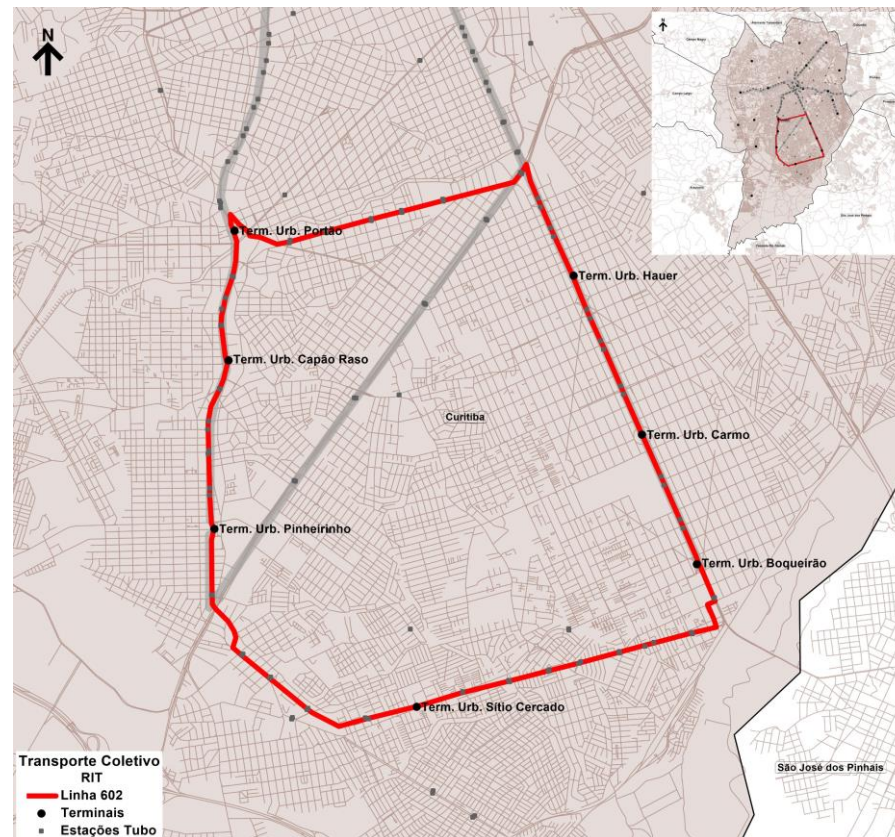 N
Term. Urb. Portão
Term. Urb. Hauer
Term. Urb. Capão Raso
Curitiba
Term. Urb. Carmo
Term. Urb. Pinheirinho
Term. Urb. Boqueirão
Term. Urb. Sítio Cercado
São José dos Pinhais
Transporte Coletivo
RIT
Linha 602
Terminais
Estações Tubo